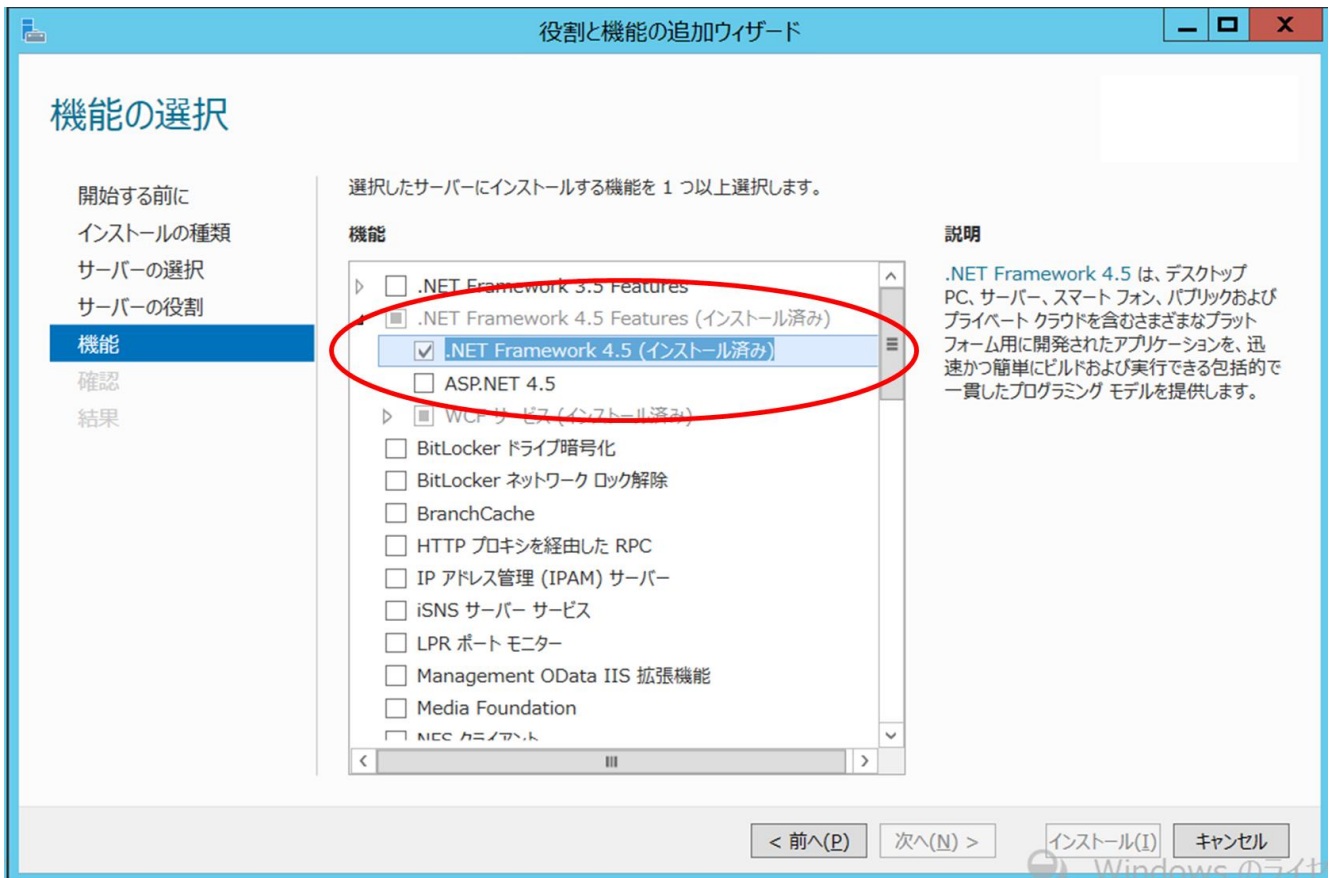 役割と機能の追加ウィザード
機能の選択
開始する前に
インストールの種類
サーバーの選択
サーバーの役割
機能
確認
結果
選択したサーバーにインストールする機能を 1 つ以上選択します。
機能
.NET Framework 3.5 Features
.NET Framework 4.5 Features (インストール済み)
.NET Framework 4.5 (インストール済み)
ASP.NET 4.5
WCF サービス (インストール済み)
BitLocker ドライブ暗号化
BitLocker ネットワーク ロック解除
BranchCache
HTTP プロキシを経由した RPC
IP アドレス管理 (IPAM) サーバー
iSNS サーバー サービス
LPR ポート モニター
Management OData IIS 拡張機能
Media Foundation
NFS クライアント
説明
.NET Framework 4.5 は、デスクトップ
PC、サーバー、スマート フォン、パブリックおよび
プライベート クラウドを含むさまざまなプラット
フォーム用に開発されたアプリケーションを、迅
速かつ簡単にビルドおよび実行できる包括的で
一貫したプログラミング モデルを提供します。
< 前へ(P)
次へ(N) >
インストール(I)
キャンセル
Windows のライセ